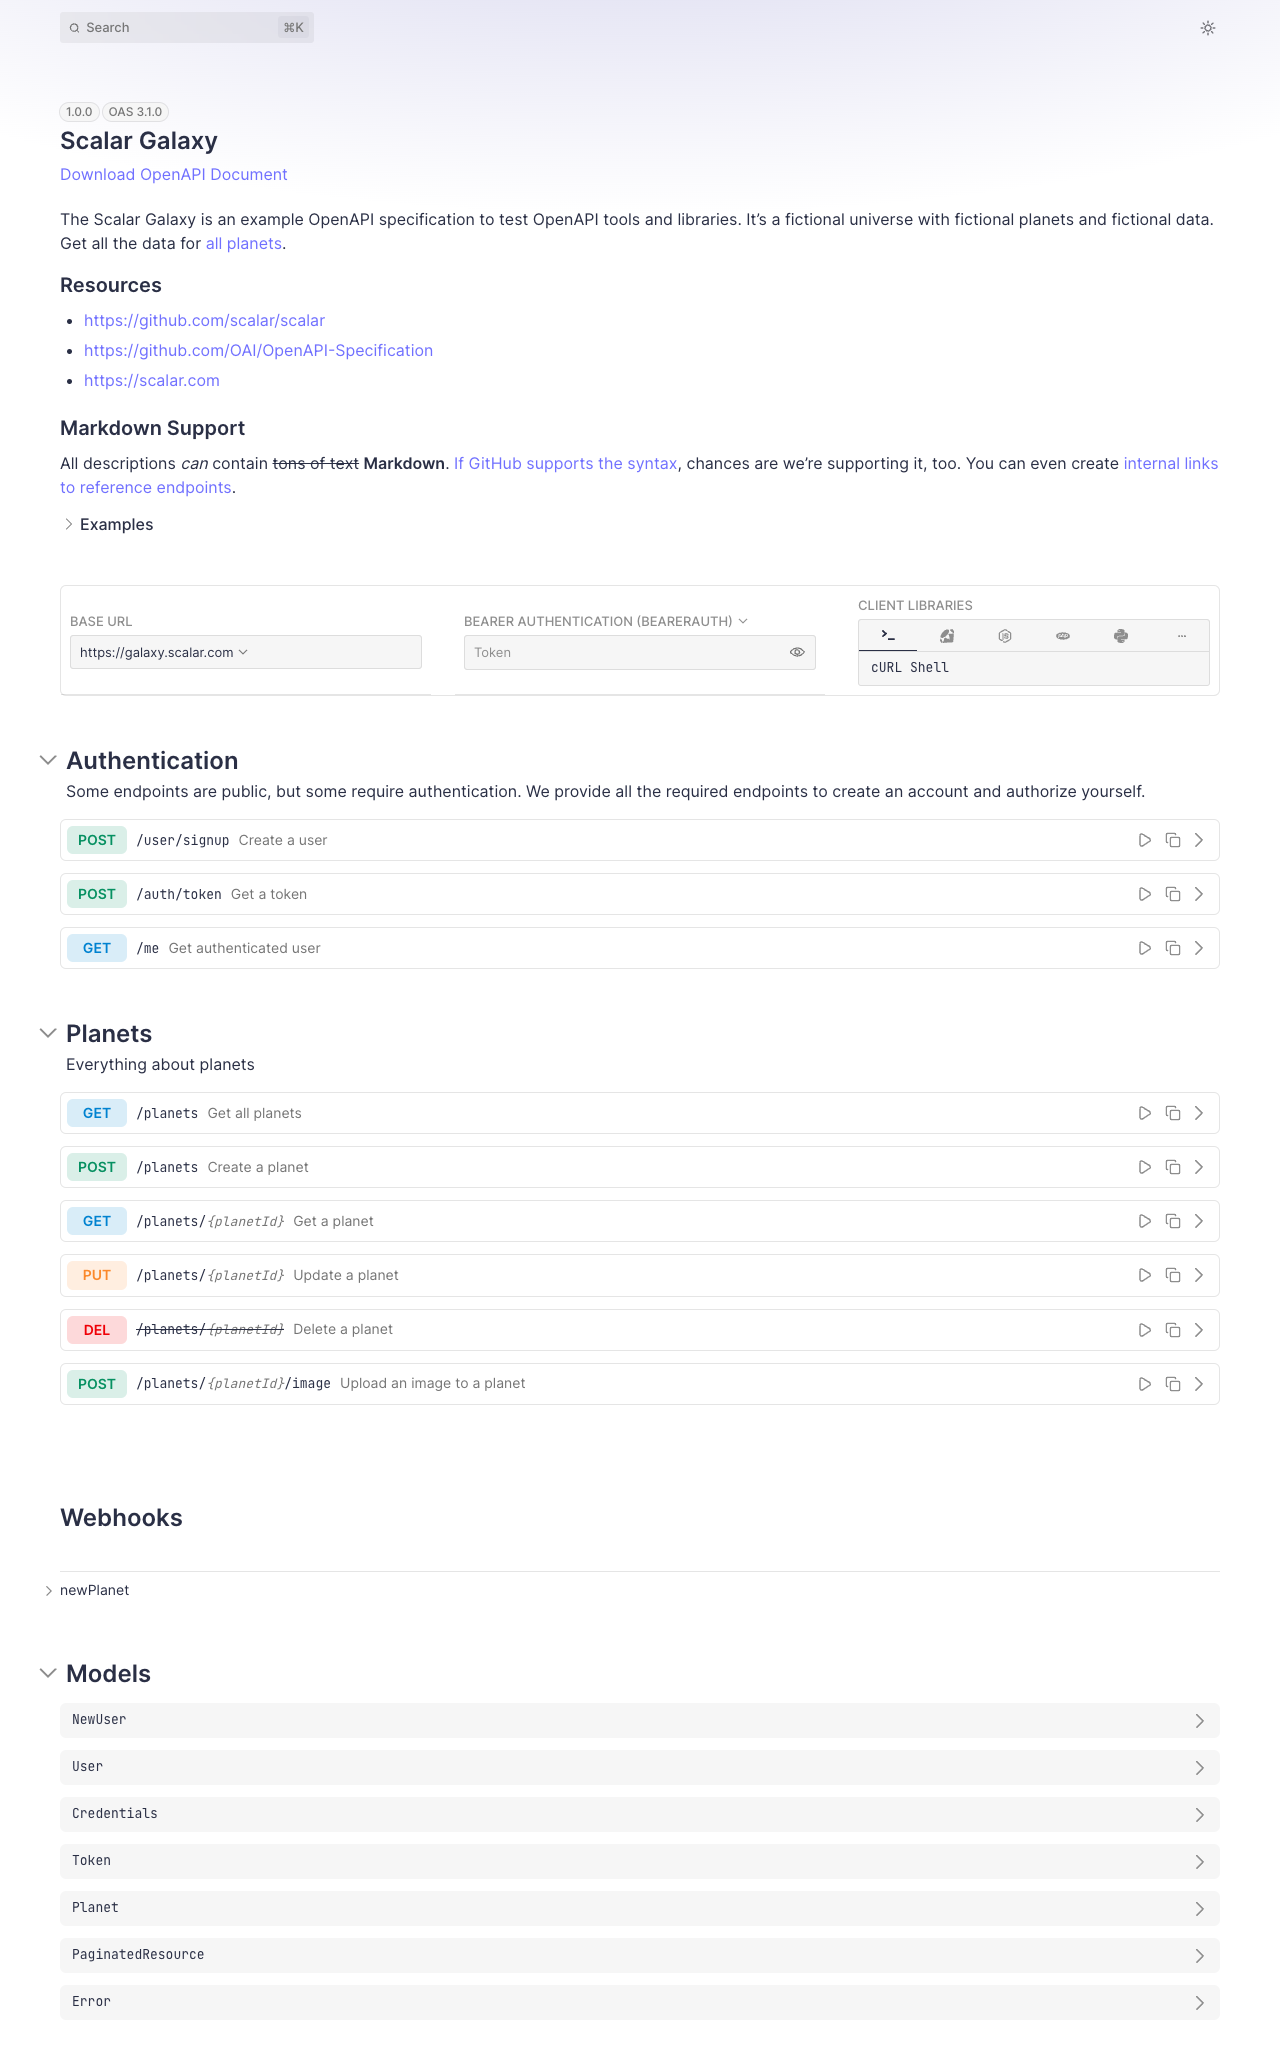 Search ⌘K
1.0.0 OAS 3.1.0
Scalar Galaxy
Download OpenAPI Document
The Scalar Galaxy is an example OpenAPI specification to test OpenAPI tools and libraries. It’s a fictional universe with fictional planets and fictional data.
Get all the data for all planets.
Resources
• https://github.com/scalar/scalar
• https://github.com/OAI/OpenAPI-Specification
• https://scalar.com
Markdown Support
All descriptions can contain tons of text Markdown. If GitHub supports the syntax, chances are we’re supporting it, too. You can even create internal links
to reference endpoints.
Examples
BASE URL
https://galaxy.scalar.com
BEARER AUTHENTICATION (BEARERAUTH)
Token
CLIENT LIBRARIES
cURL Shell
Authentication
Some endpoints are public, but some require authentication. We provide all the required endpoints to create an account and authorize yourself.
POST /user/signup Create a user
POST /auth/token Get a token
GET /me Get authenticated user
Planets
Everything about planets
GET /planets Get all planets
POST /planets Create a planet
GET /planets/{planetId} Get a planet
PUT /planets/{planetId} Update a planet
DEL /planets/{planetId} Delete a planet
POST /planets/{planetId}/image Upload an image to a planet
Webhooks
newPlanet
Models
NewUser
User
Credentials
Token
Planet
PaginatedResource
Error